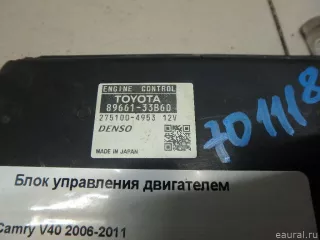 ENGINE CONTROL
TOYOTA
89661-33B60
275100-4953 12V
DENSO
MADE IN JAPAN
701118
Блок управления двигателем
Camry V40 2006-2011
© eaural.ru